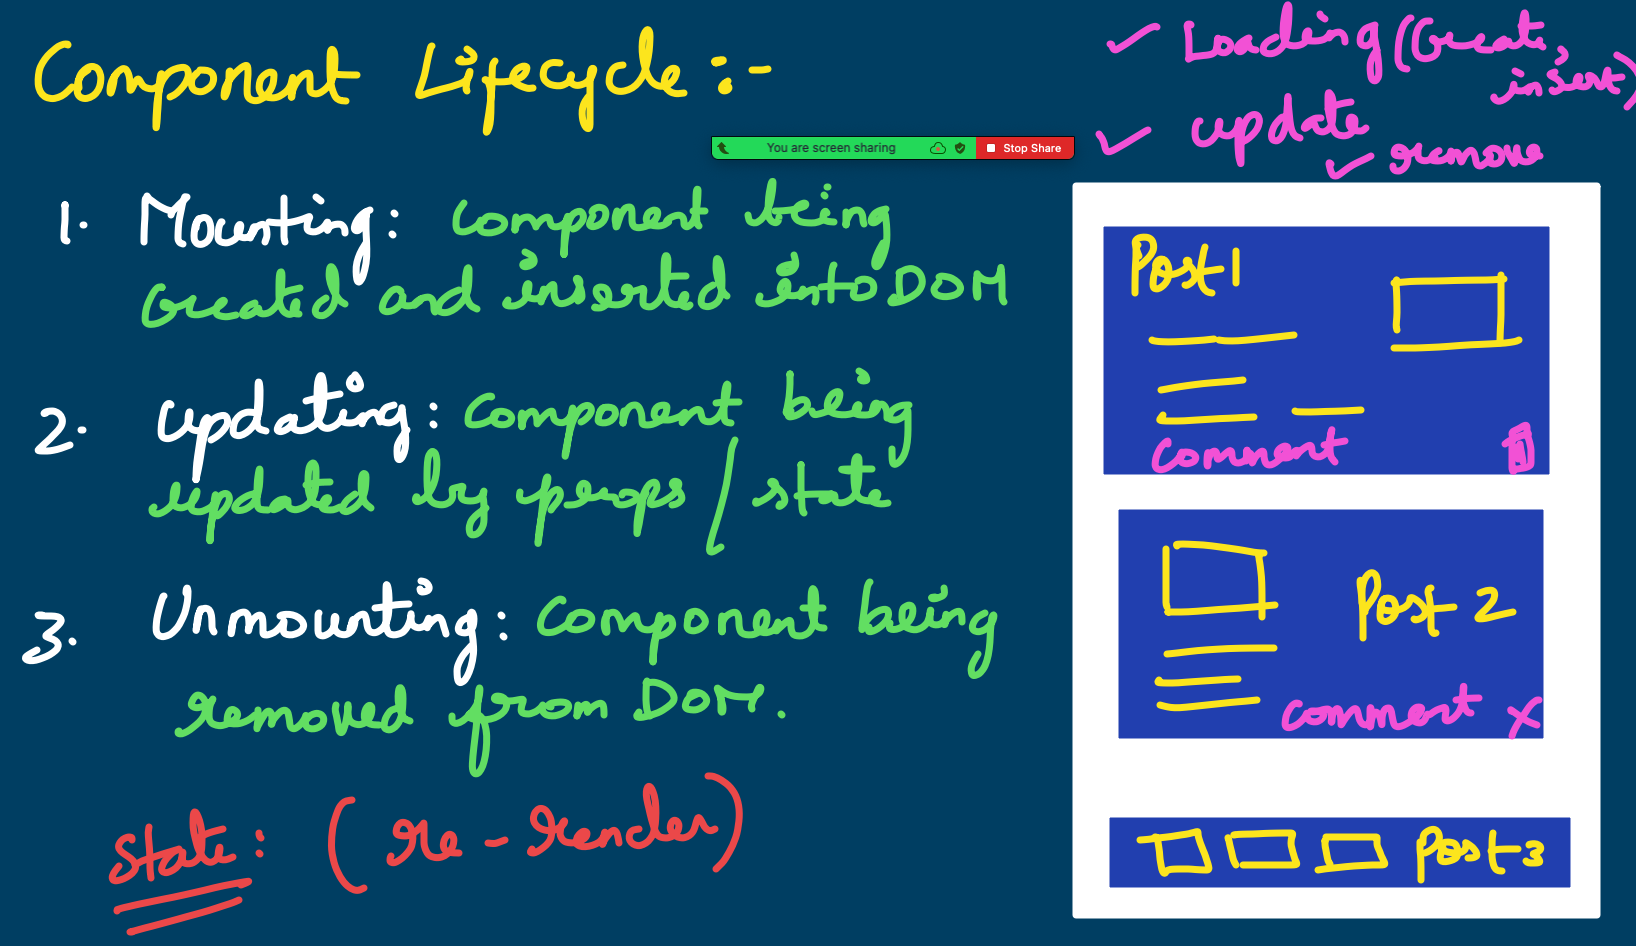 Component Lifecycle :-
✓ Loading (Create,
insert)
✓ update
✓ remove
You are screen sharing
Stop Share
1. Mounting: component being
created and inserted into DOM
2. Updating: component being
updated by props / state
3. Unmounting: component being
removed from DOM.
State: (re-render)
Post 1
comment
Post 2
comment X
Post 3